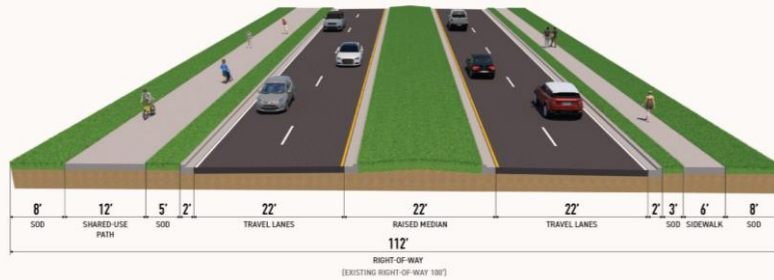 8' 12' 5' 2' 22' 22' 22' 2' 3' 6' 8'
SOD SHARED-USE PATH SOD TRAVEL LANES RAISED MEDIAN TRAVEL LANES SOD SIDEWALK SOD
112'
RIGHT-OF-WAY
(EXISTING RIGHT-OF-WAY 100')